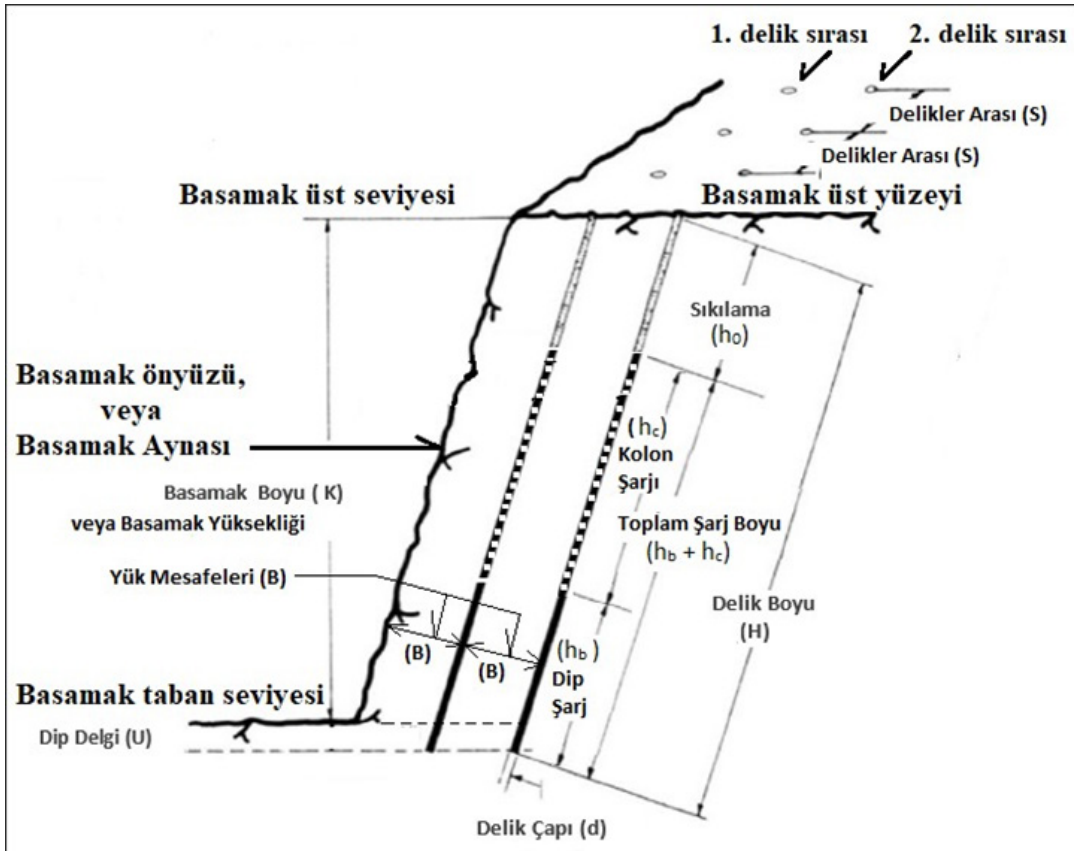 1. delik sırası
2. delik sırası
Delikler Arası (S)
Delikler Arası (S)
Basamak üst seviyesi
Basamak üst yüzeyi
Sıkılama
(h₀)
Basamak önyüzü,
veya
Basamak Aynası
(h꜀)
Kolon
Şarjı
Basamak Boyu ( K)
veya Basamak Yüksekliği
Toplam Şarj Boyu
(hb + hc)
Yük Mesafeleri (B)
Delik Boyu
(H)
(B)
(B)
(hb )
Dip
Şarj
Basamak taban seviyesi
Dip Delgi (U)
Delik Çapı (d)